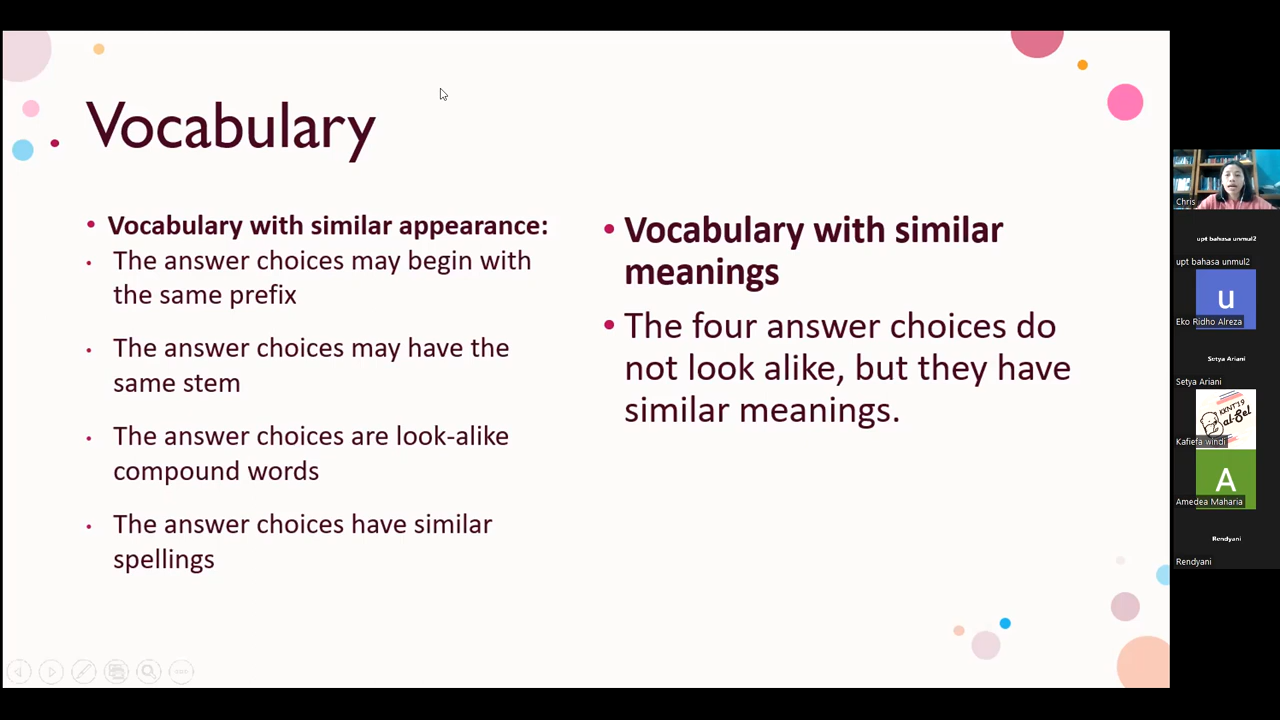 Vocabulary
• Vocabulary with similar appearance:
• The answer choices may begin with
the same prefix
• The answer choices may have the
same stem
• The answer choices are look-alike
compound words
• The answer choices have similar
spellings
• Vocabulary with similar
meanings
• The four answer choices do
not look alike, but they have
similar meanings.
Chris
upt bahasa unmul2
upt bahasa unmul2
u
Eko Ridho Alreza
Setya Ariani
Setya Ariani
KKNT19
al-Bel
Kafiefa windi
A
Amedea Maharia
Rendyani
Rendyani